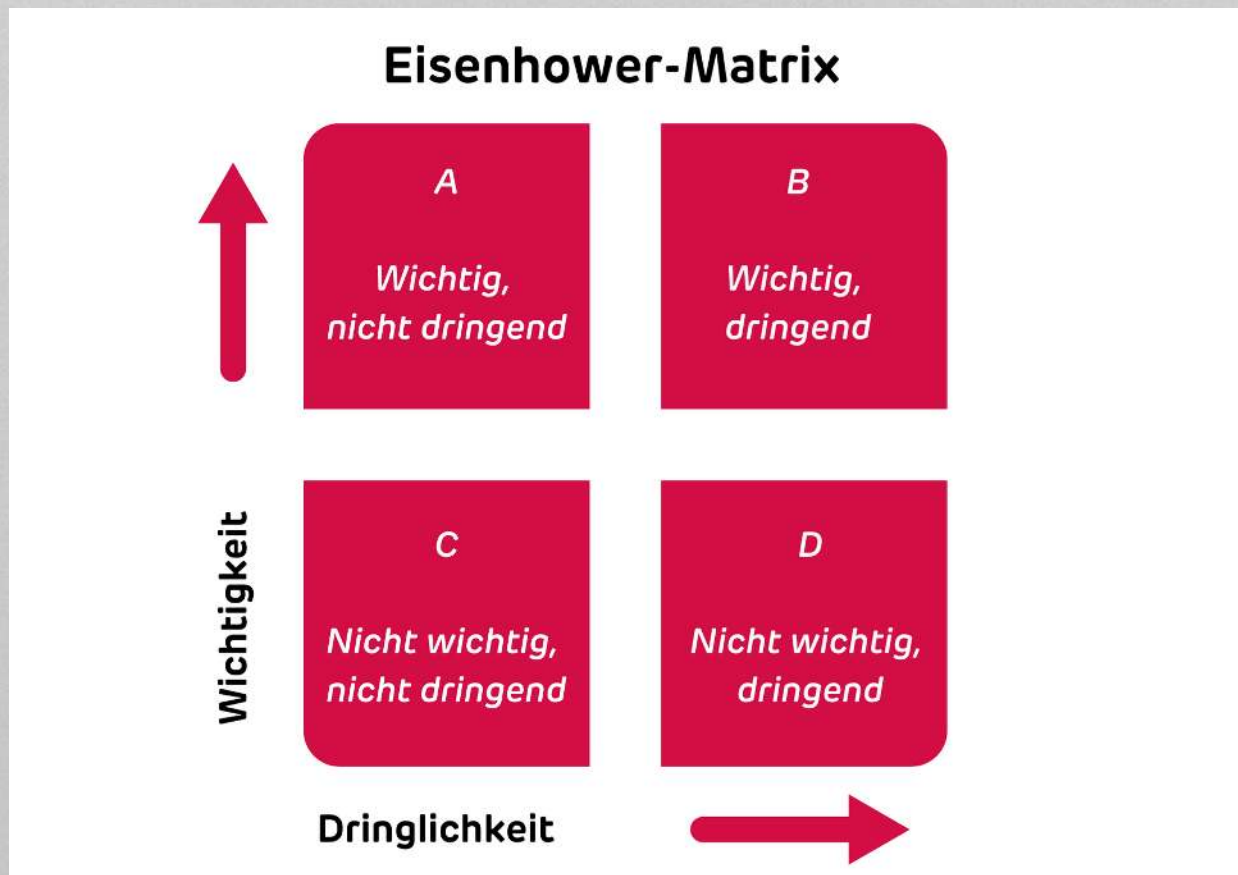 Eisenhower-Matrix
A
Wichtig,
nicht dringend
B
Wichtig,
dringend
Wichtigkeit
C
Nicht wichtig,
nicht dringend
D
Nicht wichtig,
dringend
Dringlichkeit